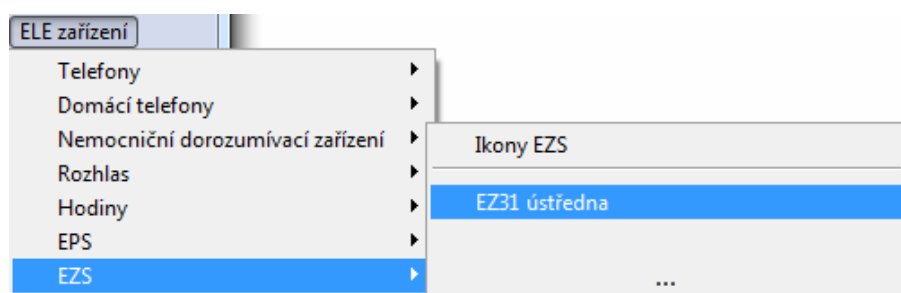 ELE zařízení
Telefony
Domácí telefony
Nemocniční dorozumívací zařízení
Rozhlas
Hodiny
EPS
EZS
Ikony EZS
EZ31 ústředna
...